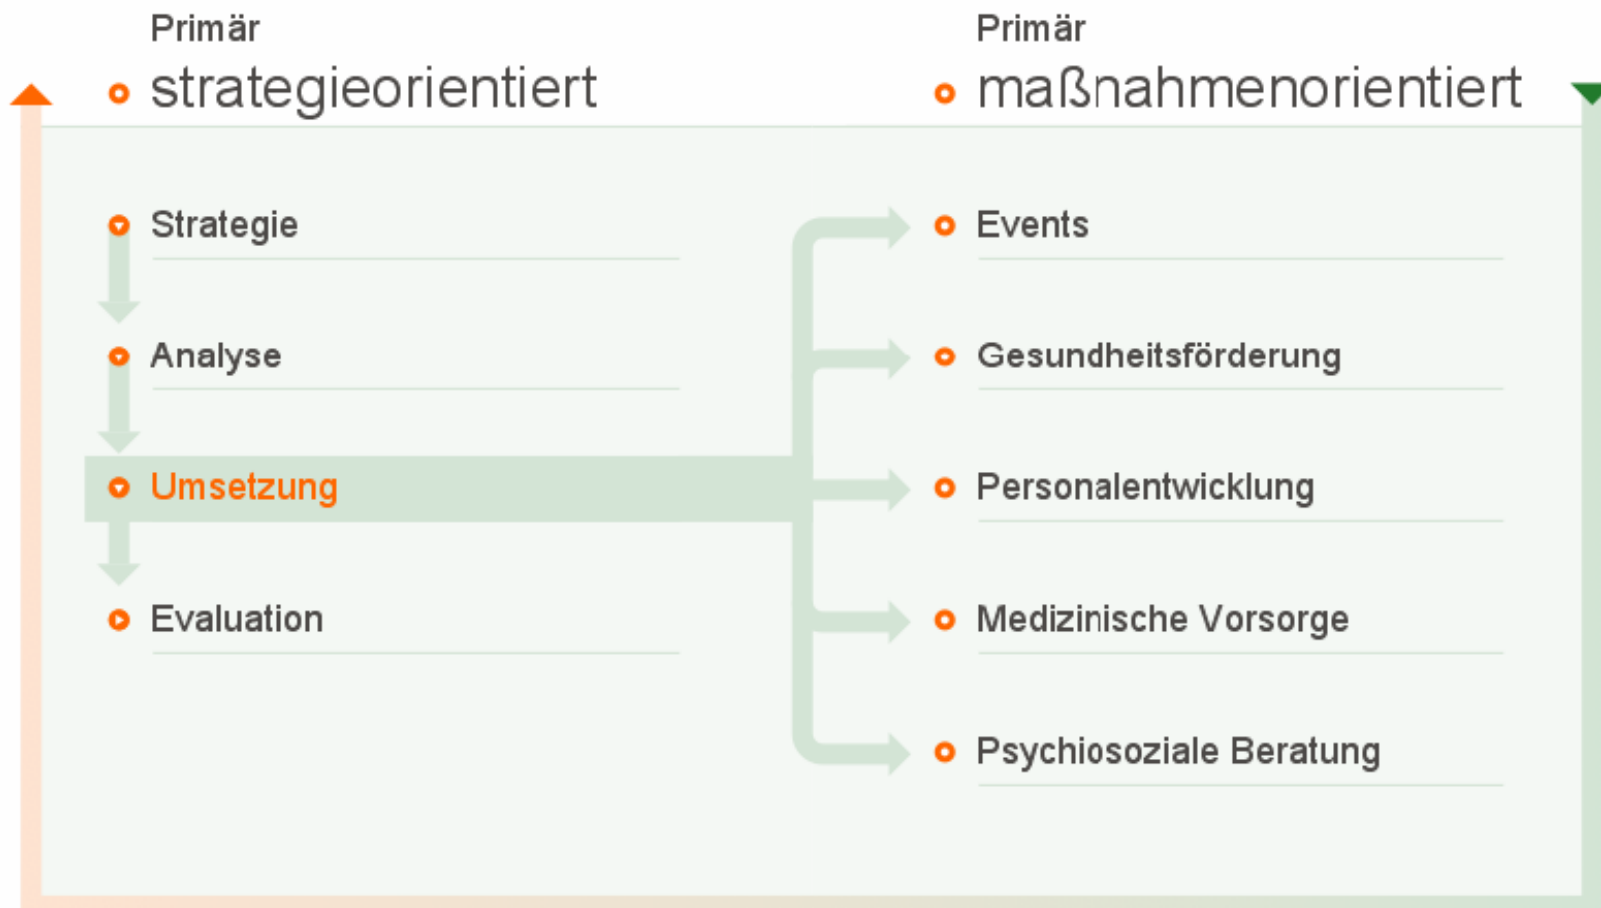 Primär
strategieorientiert
Strategie
Analyse
Umsetzung
Evaluation
Primär
maßnahmenorientiert
Events
Gesundheitsförderung
Personalentwicklung
Medizinische Vorsorge
Psychiosoziale Beratung